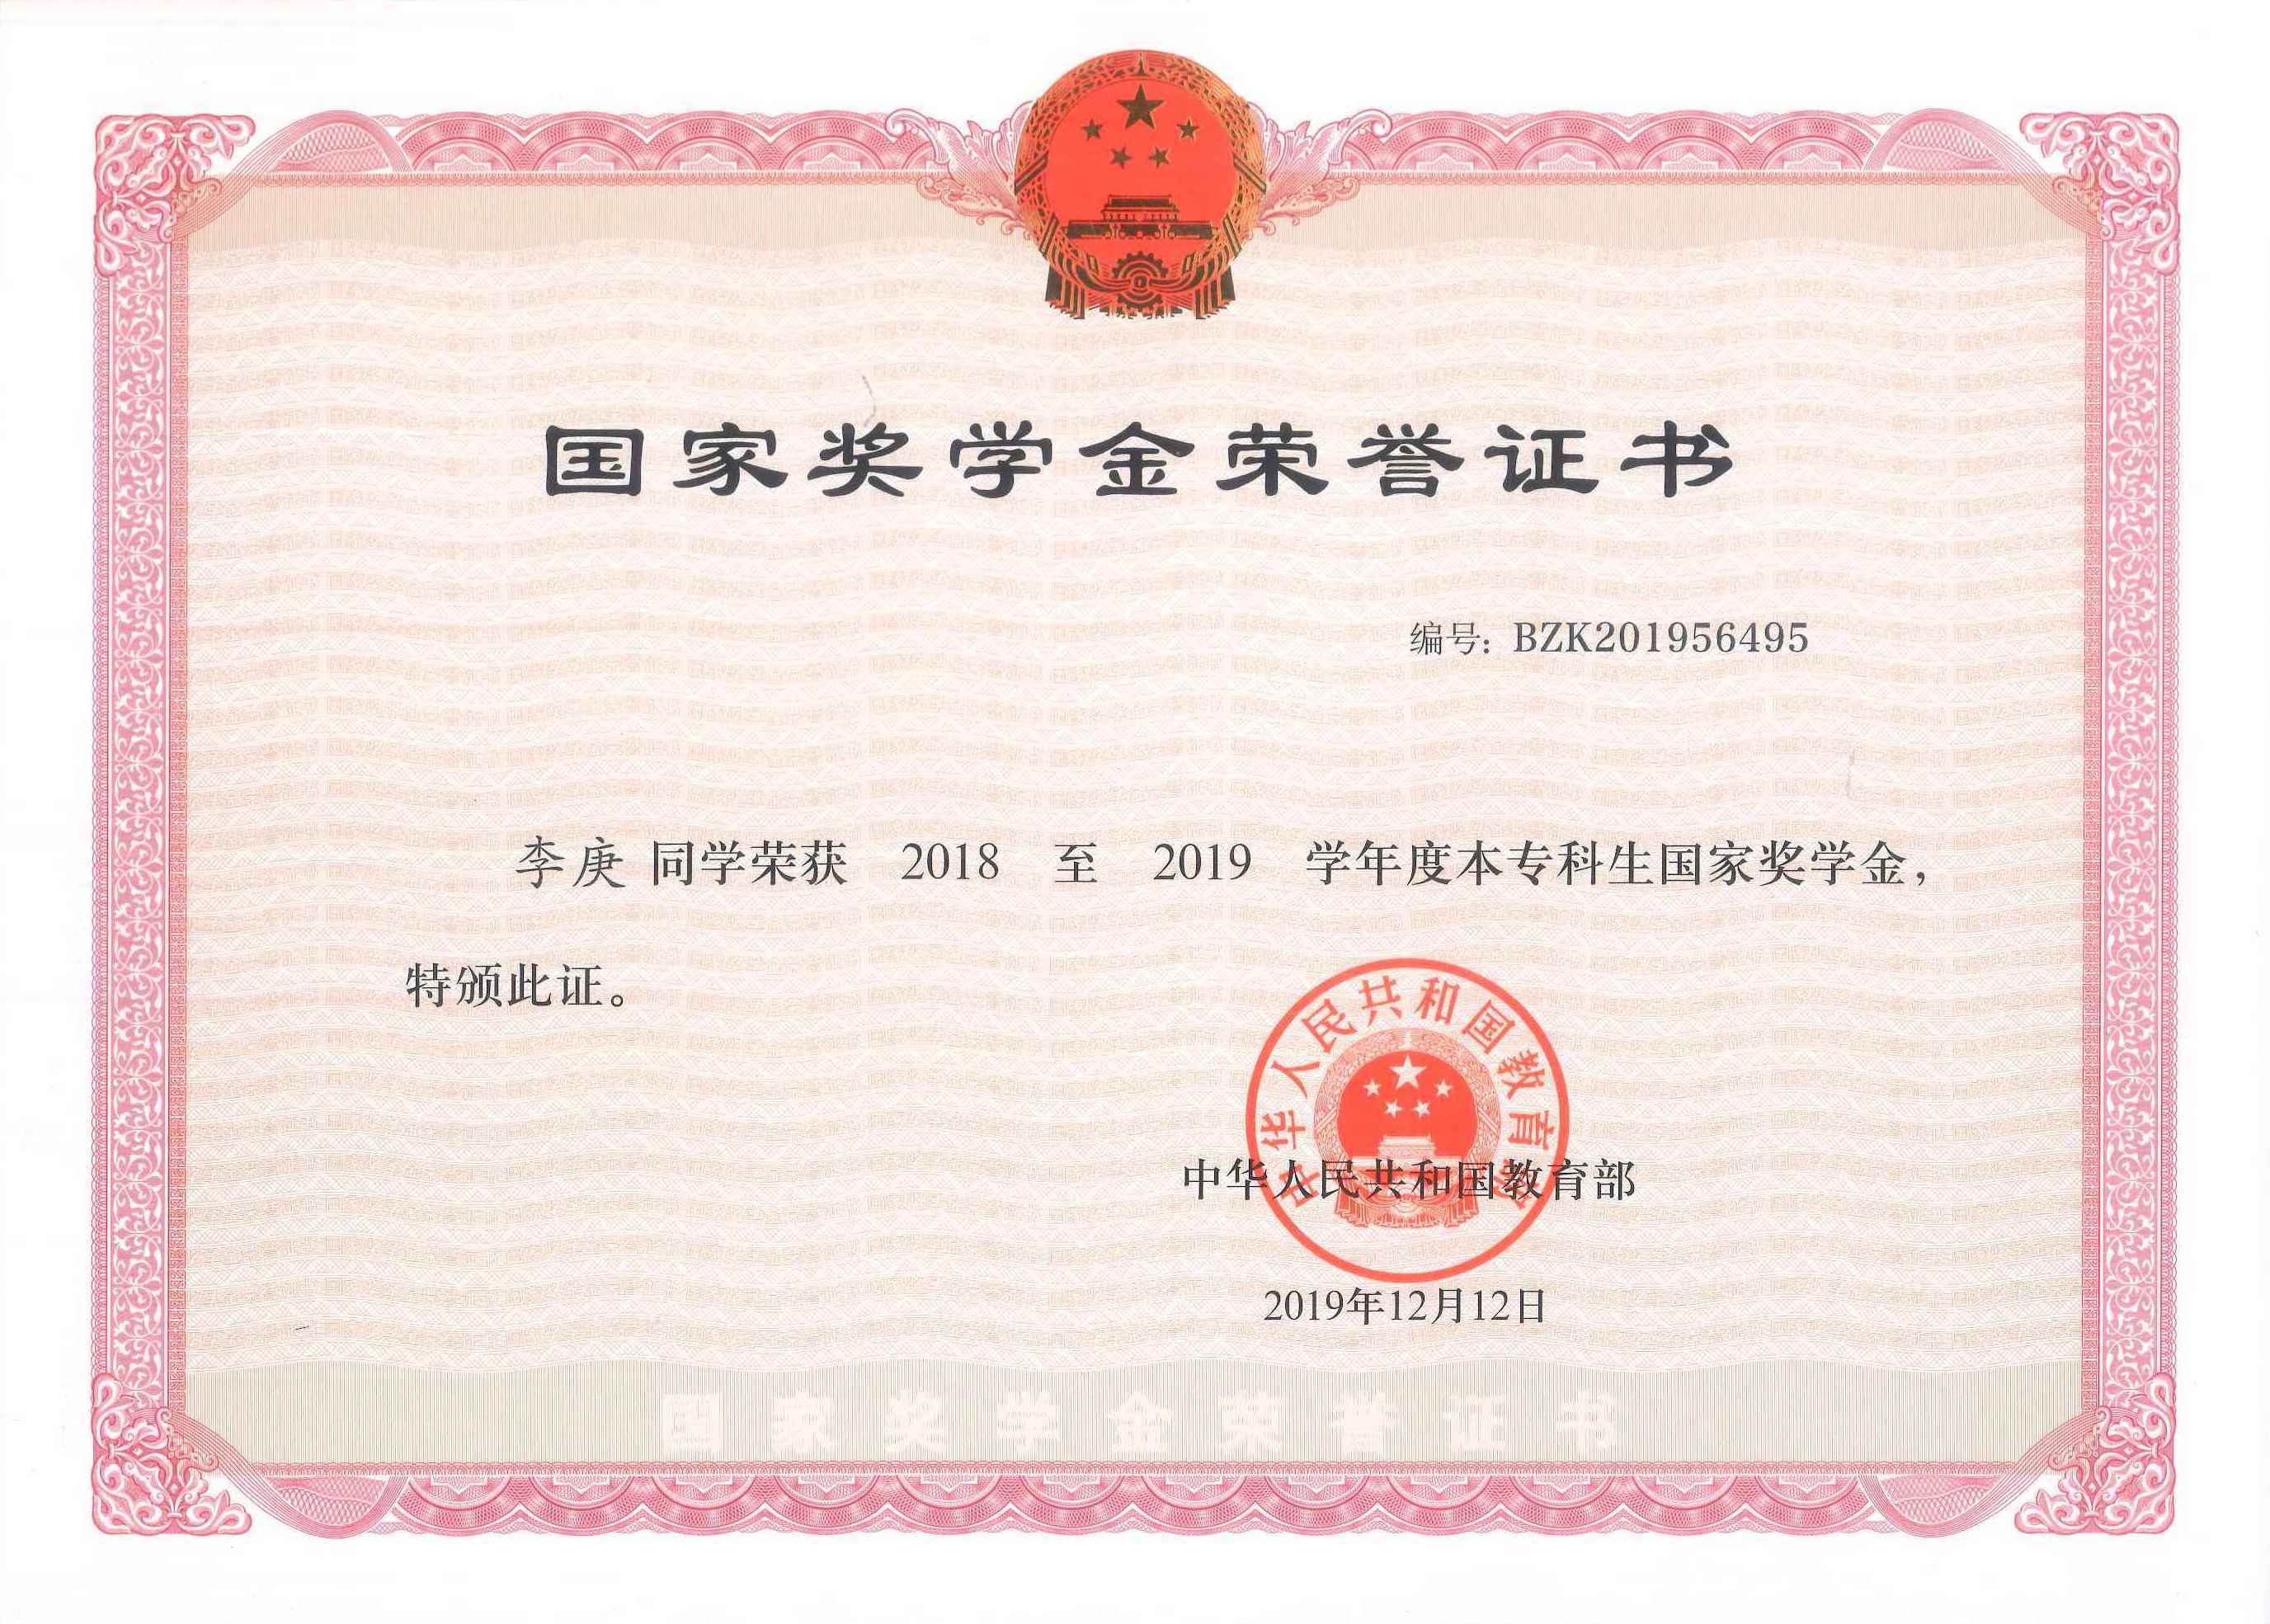 国家奖学金荣誉证书
编号：BZK201956495
李庚 同学荣获 2018 至 2019 学年度本专科生国家奖学金，
特颁此证。
中华人民共和国教育部
中华人民共和国教育部
2019年12月12日
国家奖学金荣誉证书